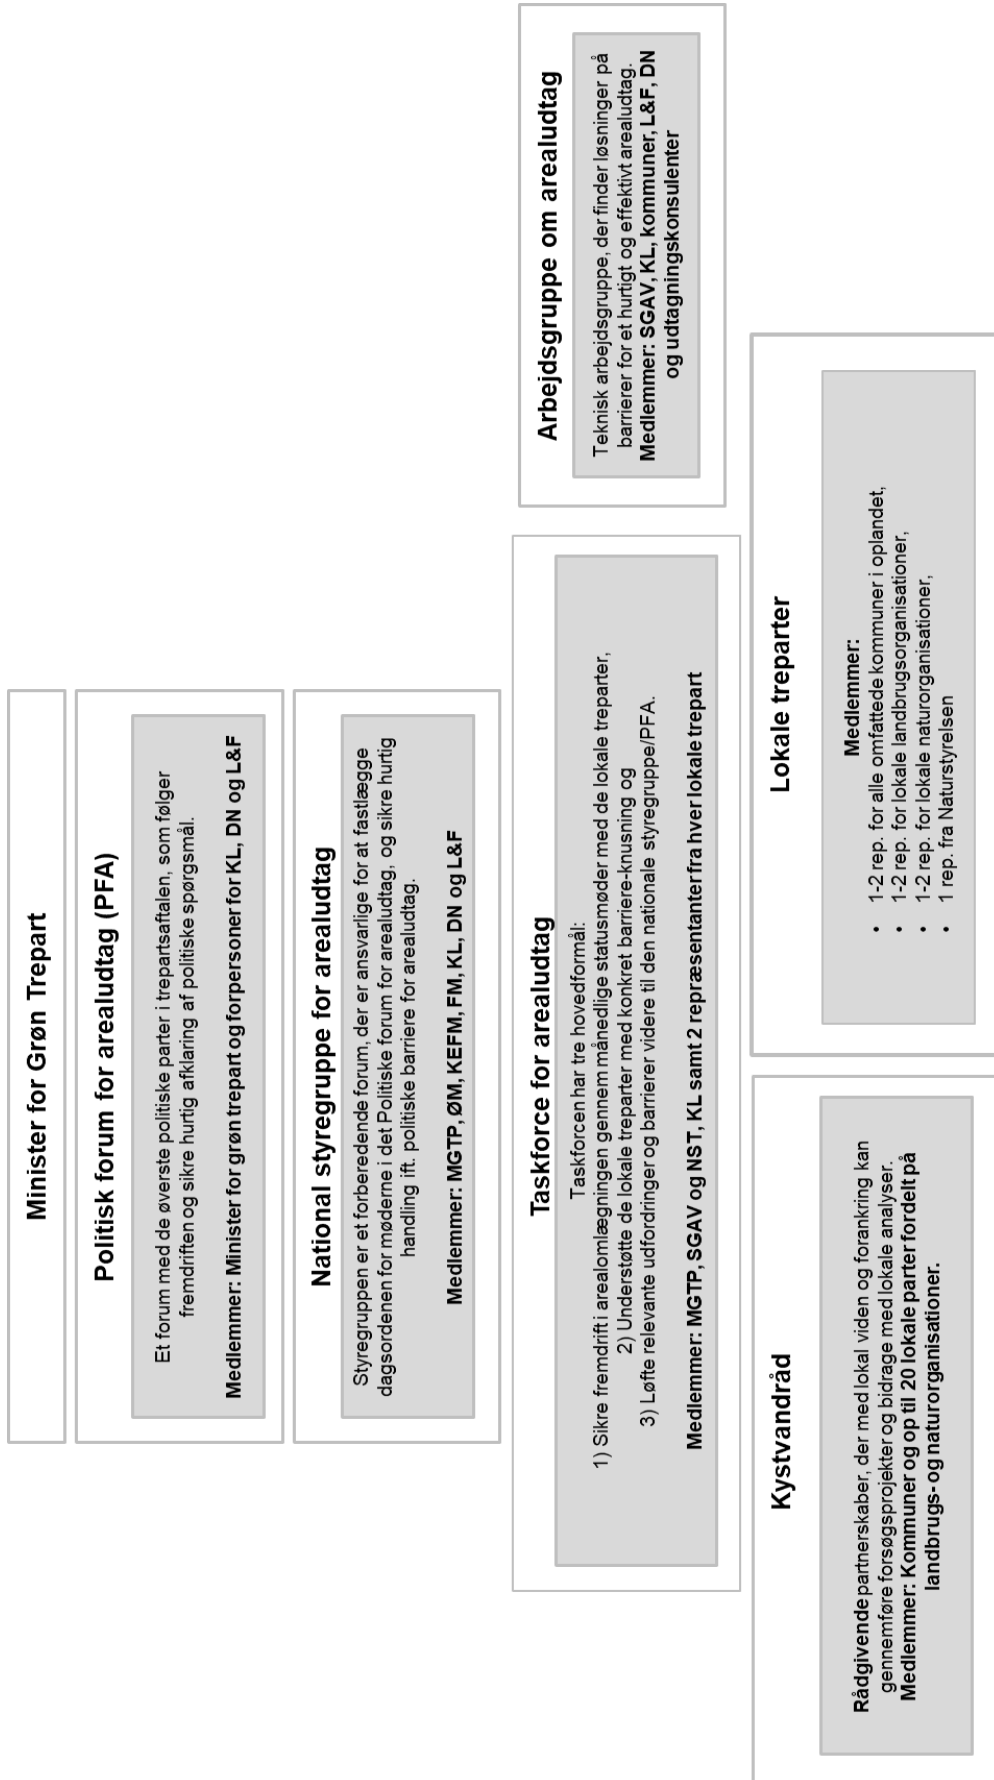 Minister for Grøn Trepart
Politisk forum for arealudtag (PFA)
Et forum med de øverste politiske parter i trepartsaftalen, som følger
fremdriften og sikre hurtig afklaring af politiske spørgsmål.
Medlemmer: Minister for grøn trepart og forpersoner for KL, DN og L&F
National styregruppe for arealudtag
Styregruppen er et forberedende forum, der er ansvarlige for at fastlægge
dagsordenen for møderne i det Politiske forum for arealudtag, og sikre hurtig
handling ift. politiske barriere for arealudtag.
Medlemmer: MGTP, ØM, KEFM, FM, KL, DN og L&F
Taskforce for arealudtag
Taskforcen har tre hovedformål:
1) Sikre fremdrift i arealomlægningen gennem månedlige statusmøder med de lokale treparter,
2) Understøtte de lokale treparter med konkret barriere-knusning og
3) Løfte relevante udfordringer og barrierer videre til den nationale styregruppe/PFA.
Medlemmer: MGTP, SGAV og NST, KL samt 2 repræsentanter fra hver lokale trepart
Arbejdsgruppe om arealudtag
Teknisk arbejdsgruppe, der finder løsninger på
barrierer for et hurtigt og effektivt arealudtag.
Medlemmer: SGAV, KL, kommuner, L&F, DN
og udtagningskonsulenter
Kystvandråd
Rådgivende partnerskaber, der med lokal viden og forankring kan
gennemføre forsøgsprojekter og bidrage med lokale analyser.
Medlemmer: Kommuner og op til 20 lokale parter fordelt på
landbrugs- og naturorganisationer.
Lokale treparter
Medlemmer:
• 1-2 rep. for alle omfattede kommuner i oplandet,
• 1-2 rep. for lokale landbrugsorganisationer,
• 1-2 rep. for lokale naturorganisationer,
• 1 rep. fra Naturstyrelsen